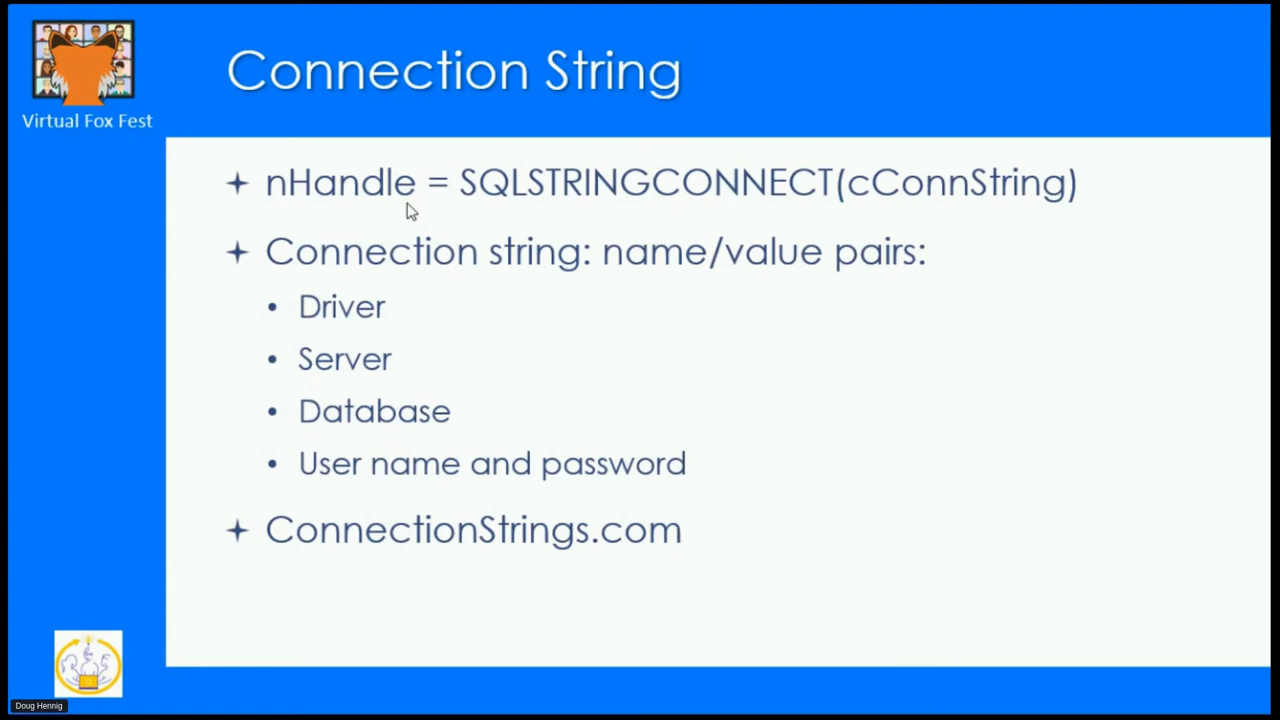 Connection String
Virtual Fox Fest
nHandle = SQLSTRINGCONNECT(cConnString)
Connection string: name/value pairs:
• Driver
• Server
• Database
• User name and password
ConnectionStrings.com
Doug Hennig